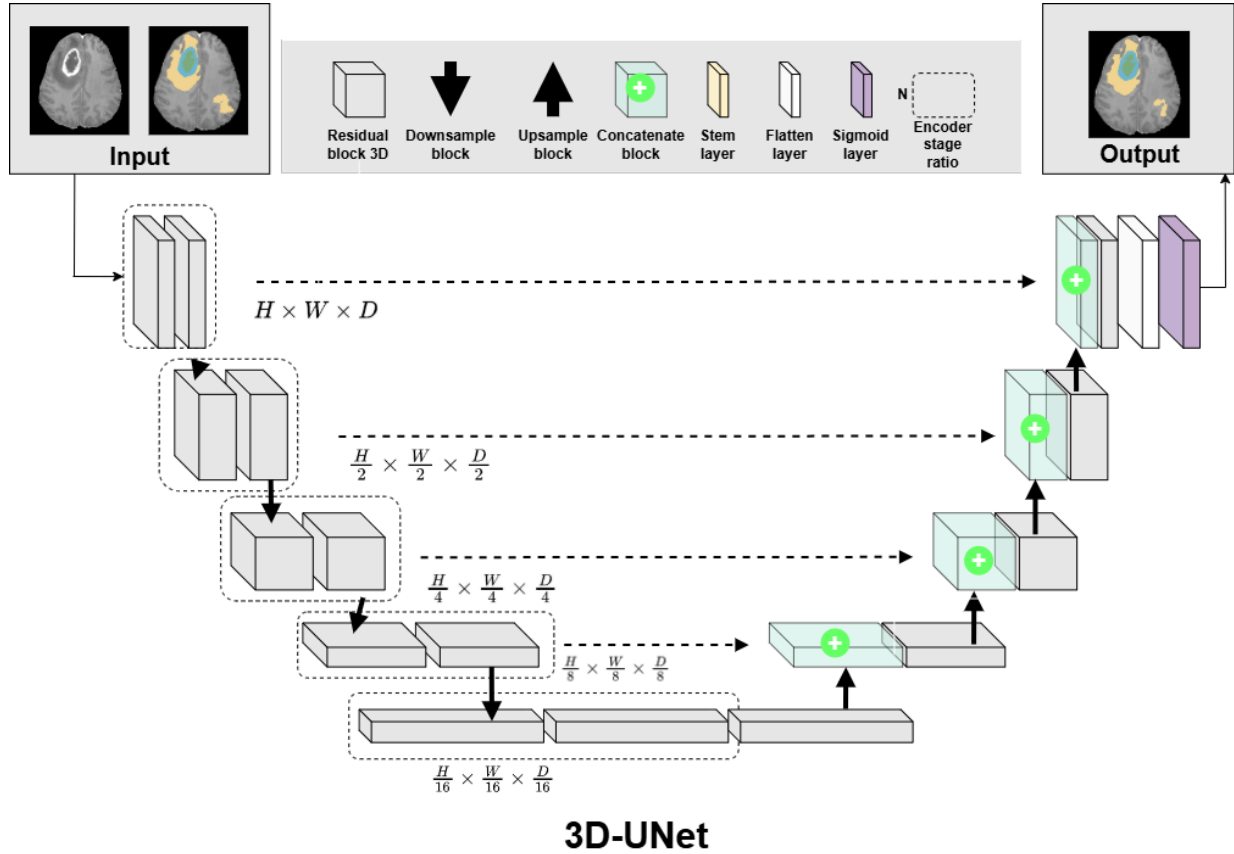 Input
Residual
block 3D
Downsample
block
Upsample
block
Concatenate
block
Stem
layer
Flatten
layer
Sigmoid
layer
N
Encoder
stage
ratio
Output
H × W × D
H/2 × W/2 × D/2
H/4 × W/4 × D/4
H/8 × W/8 × D/8
H/16 × W/16 × D/16
3D-UNet